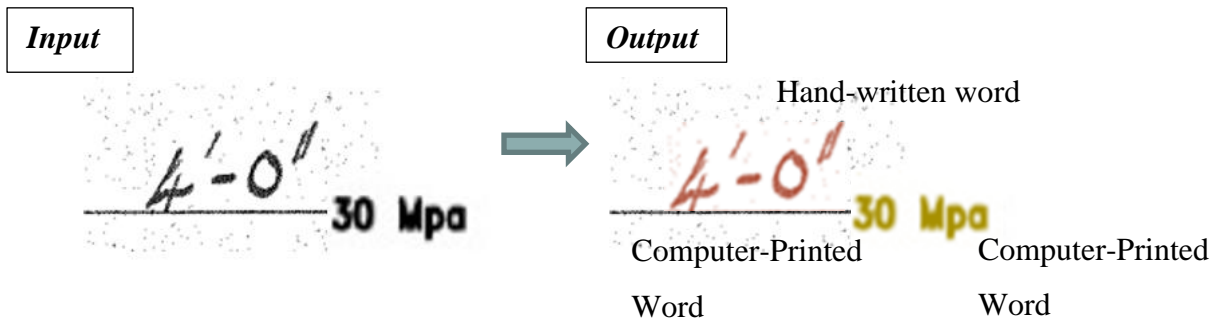 Input
Output
Hand-written word
4'-0"
4'-0"
30 Mpa
30 Mpa
Computer-Printed Word
Computer-Printed Word